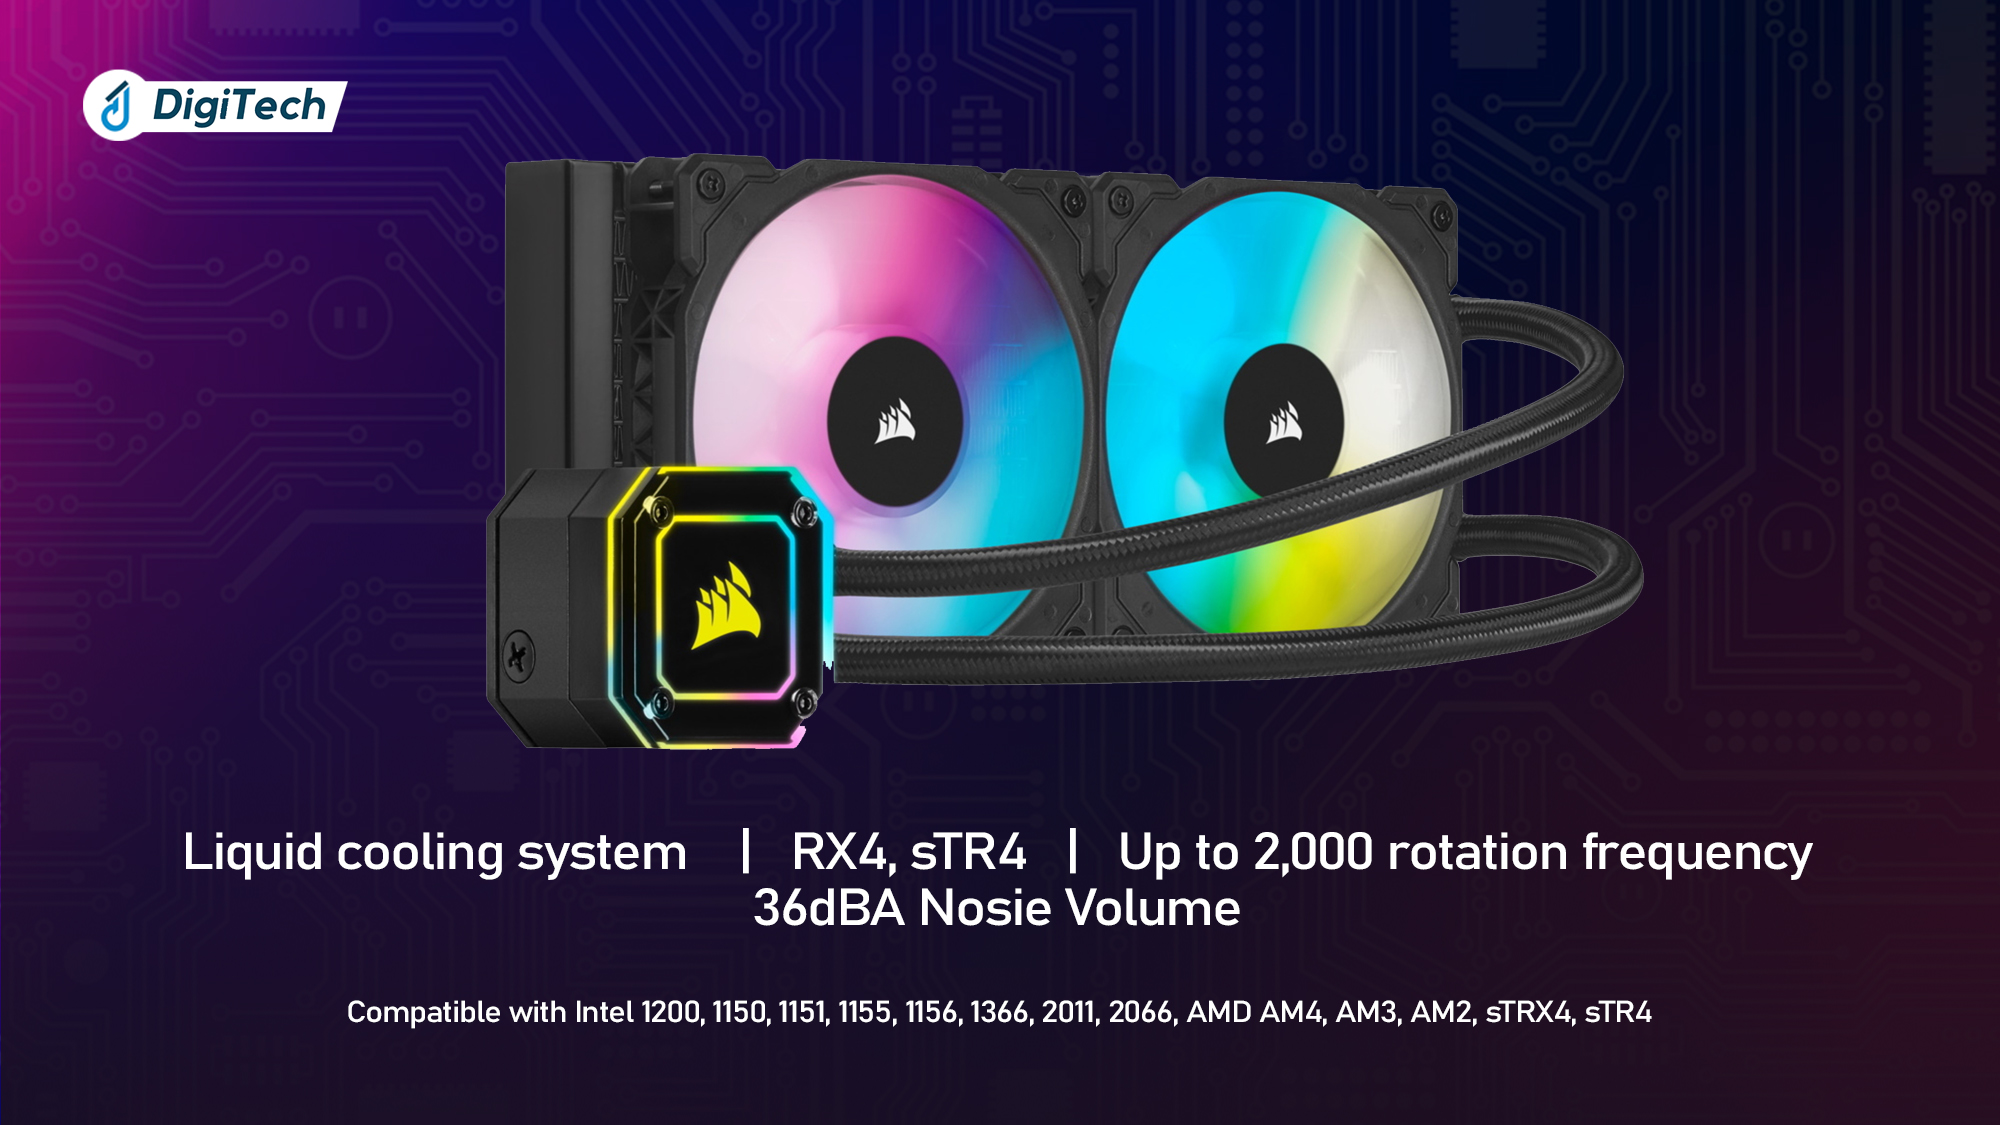 DigiTech
Liquid cooling system | RX4, sTR4 | Up to 2,000 rotation frequency
36dBA Nosie Volume
Compatible with Intel 1200, 1150, 1151, 1155, 1156, 1366, 2011, 2066, AMD AM4, AM3, AM2, sTRX4, sTR4